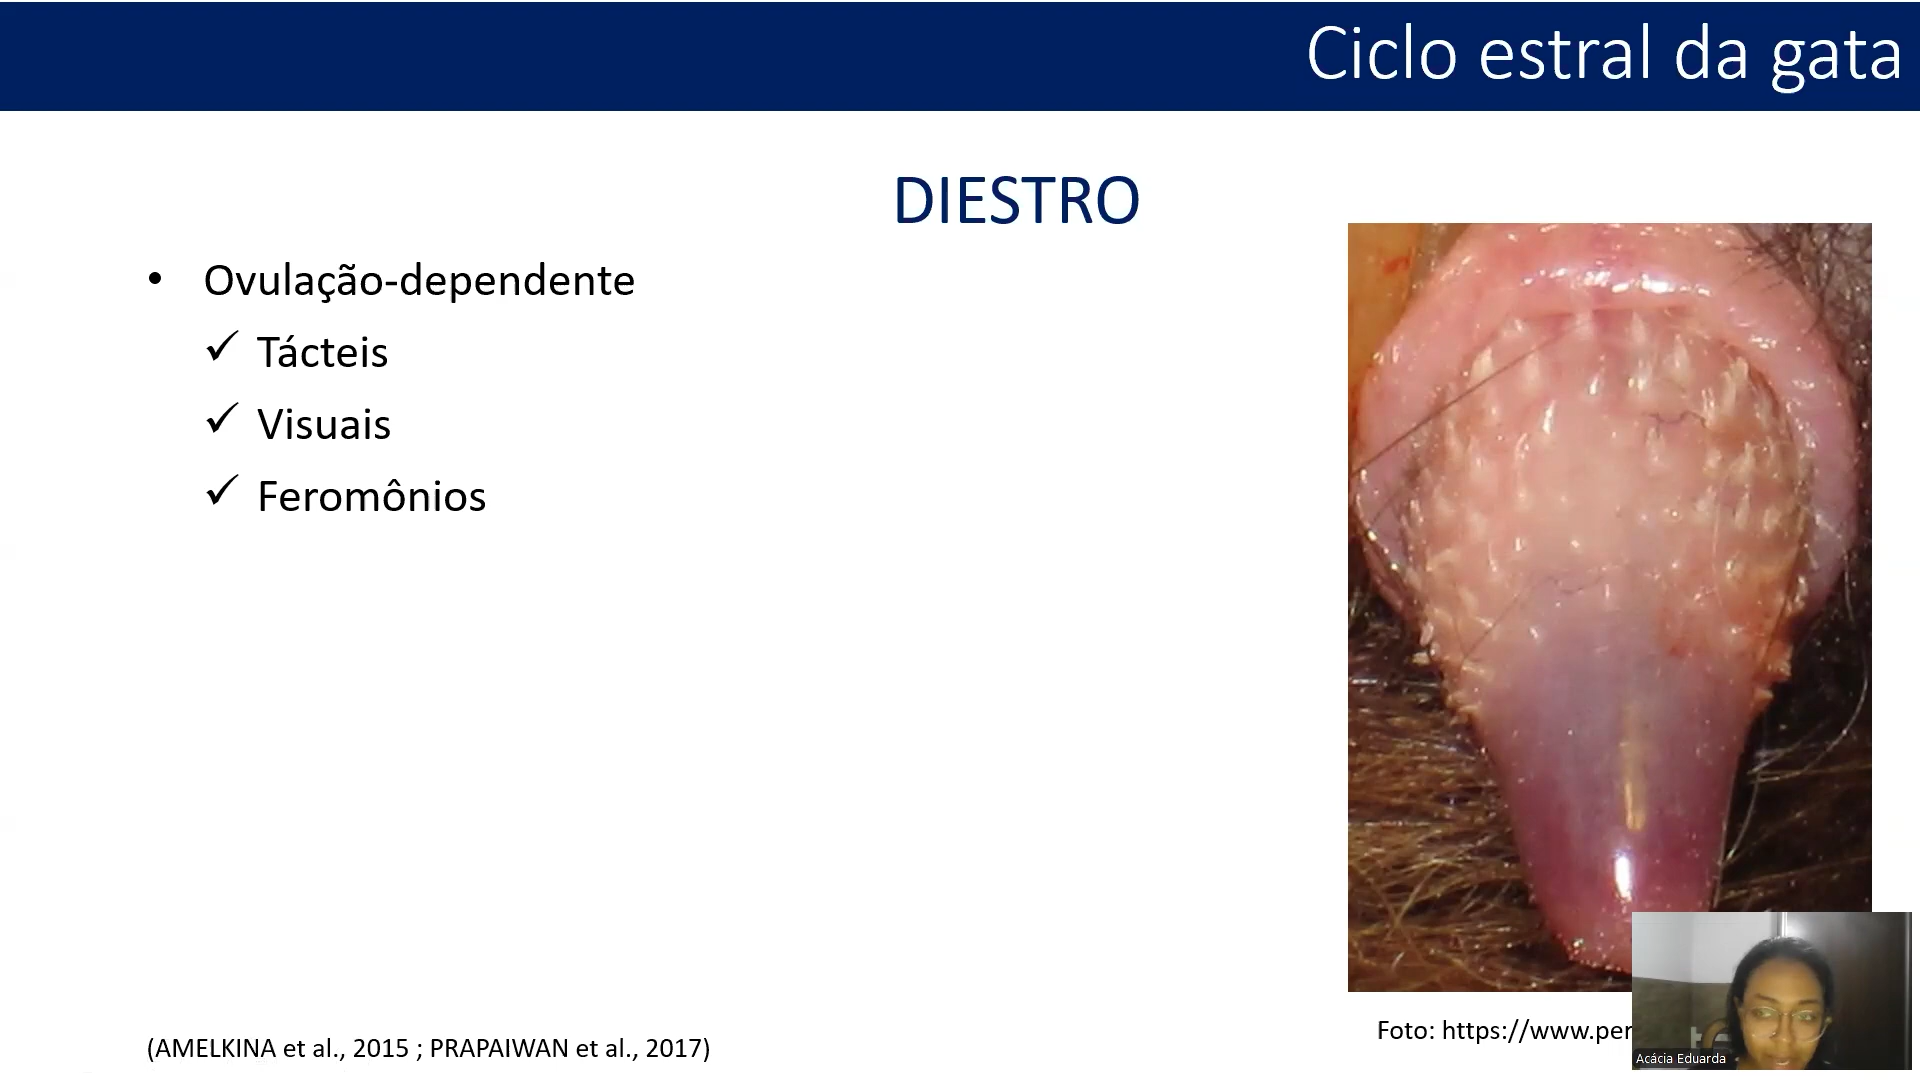 Ciclo estral da gata
DIESTRO
• Ovulação-dependente
✓ Tácteis
✓ Visuais
✓ Feromônios
(AMELKINA et al., 2015 ; PRAPAIWAN et al., 2017)
Foto: https://www.per
Acácia Eduarda